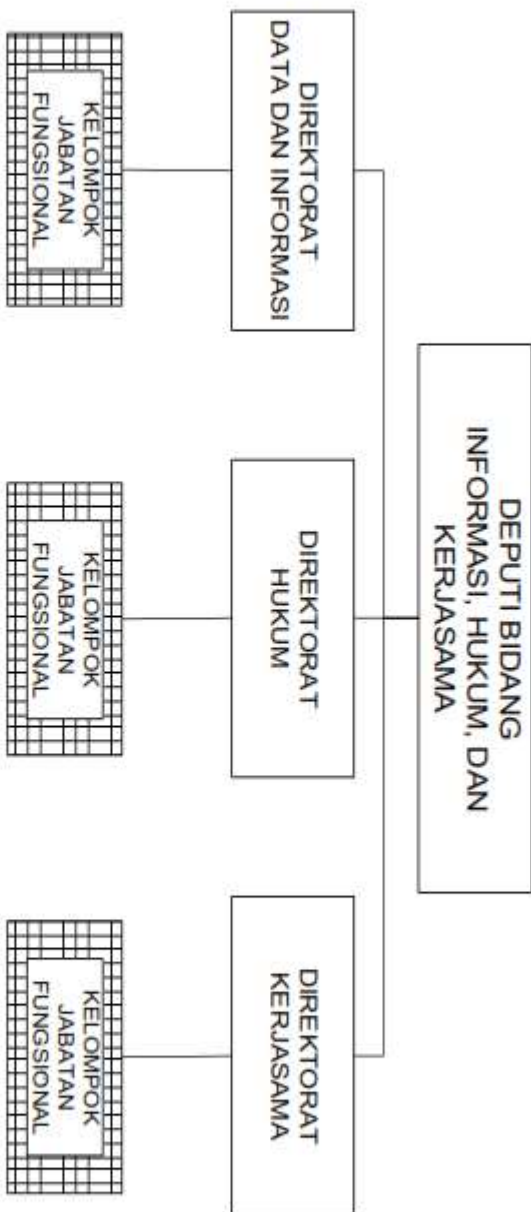 DEPUTI BIDANG
INFORMASI, HUKUM, DAN
KERJASAMA
DIREKTORAT
DATA DAN INFORMASI
DIREKTORAT
HUKUM
DIREKTORAT
KERJASAMA
KELOMPOK
JABATAN
FUNGSIONAL
KELOMPOK
JABATAN
FUNGSIONAL
KELOMPOK
JABATAN
FUNGSIONAL